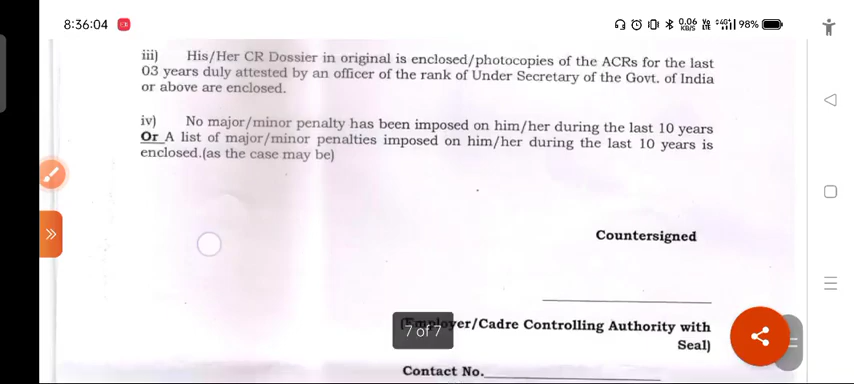 8:36:04 0.06 KB/S Vo LTE 4G 98%
iii) His/Her CR Dossier in original is enclosed/photocopies of the ACRs for the last
03 years duly attested by an officer of the rank of Under Secretary of the Govt. of India
or above are enclosed.
iv) No major/minor penalty has been imposed on him/her during the last 10 years
Or A list of major/minor penalties imposed on him/her during the last 10 years is
enclosed.(as the case may be)
Countersigned
(Employer/Cadre Controlling Authority with
7 of 7
Seal)
Contact No.